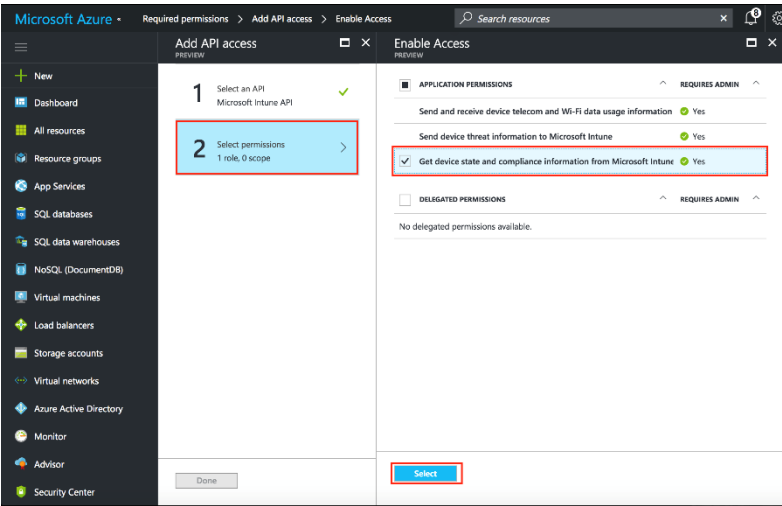 Microsoft Azure
Required permissions > Add API access > Enable Access
Search resources
8
New
Dashboard
All resources
Resource groups
App Services
SQL databases
SQL data warehouses
NoSQL (DocumentDB)
Virtual machines
Load balancers
Storage accounts
Virtual networks
Azure Active Directory
Monitor
Advisor
Security Center
Add API access
PREVIEW
1
Select an API
Microsoft Intune API
2
Select permissions
1 role, 0 scope
Done
Enable Access
PREVIEW
APPLICATION PERMISSIONS REQUIRES ADMIN
Send and receive device telecom and Wi-Fi data usage information Yes
Send device threat information to Microsoft Intune Yes
Get device state and compliance information from Microsoft Intune Yes
DELEGATED PERMISSIONS REQUIRES ADMIN
No delegated permissions available.
Select